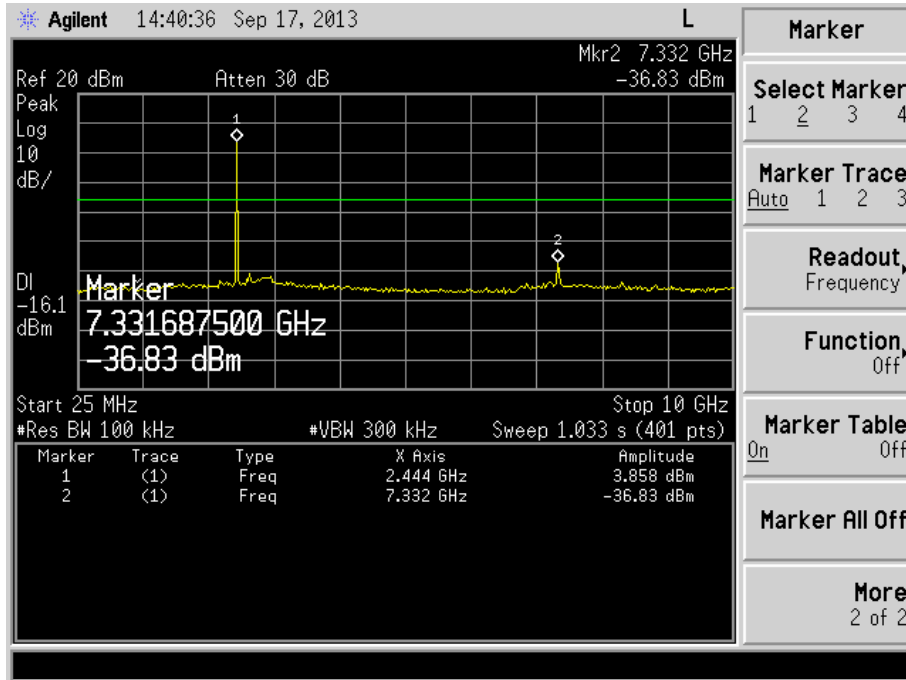 Agilent 14:40:36 Sep 17, 2013 L
Mkr2 7.332 GHz
Ref 20 dBm Atten 30 dB -36.83 dBm
Peak
Log
10
dB/
1
2
DI
-16.1
dBm
Marker
7.331687500 GHz
-36.83 dBm
Start 25 MHz Stop 10 GHz
#Res BW 100 kHz #VBW 300 kHz Sweep 1.033 s (401 pts)
Marker Trace Type X Axis Amplitude
1 (1) Freq 2.444 GHz 3.858 dBm
2 (1) Freq 7.332 GHz -36.83 dBm
Marker
Select Marker
1 2 3 4
Marker Trace
Auto 1 2 3
Readout
Frequency
Function
Off
Marker Table
On Off
Marker All Off
More
2 of 2